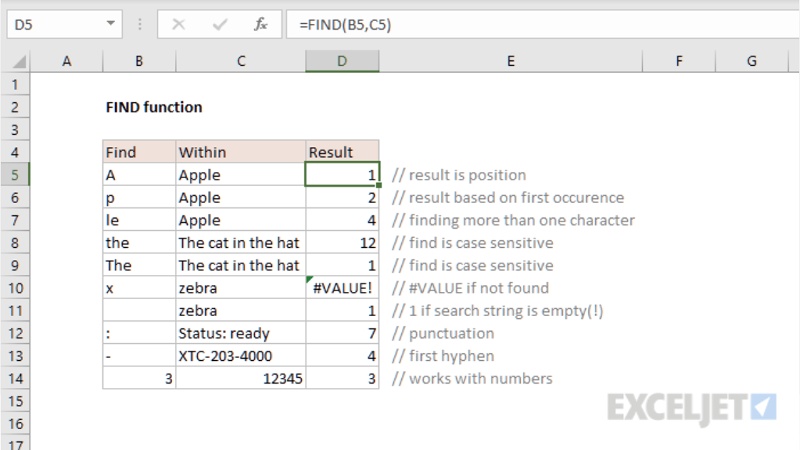 D5 fx =FIND(B5,C5)
A B C D E F G
1
2 FIND function
3
4 Find Within Result
5 A Apple 1 // result is position
6 p Apple 2 // result based on first occurence
7 le Apple 4 // finding more than one character
8 the The cat in the hat 12 // find is case sensitive
9 The The cat in the hat 1 // find is case sensitive
10 x zebra #VALUE! // #VALUE if not found
11 zebra 1 // 1 if search string is empty(!)
12 : Status: ready 7 // punctuation
13 - XTC-203-4000 4 // first hyphen
14 3 12345 3 // works with numbers
15
16
17
EXCELJET